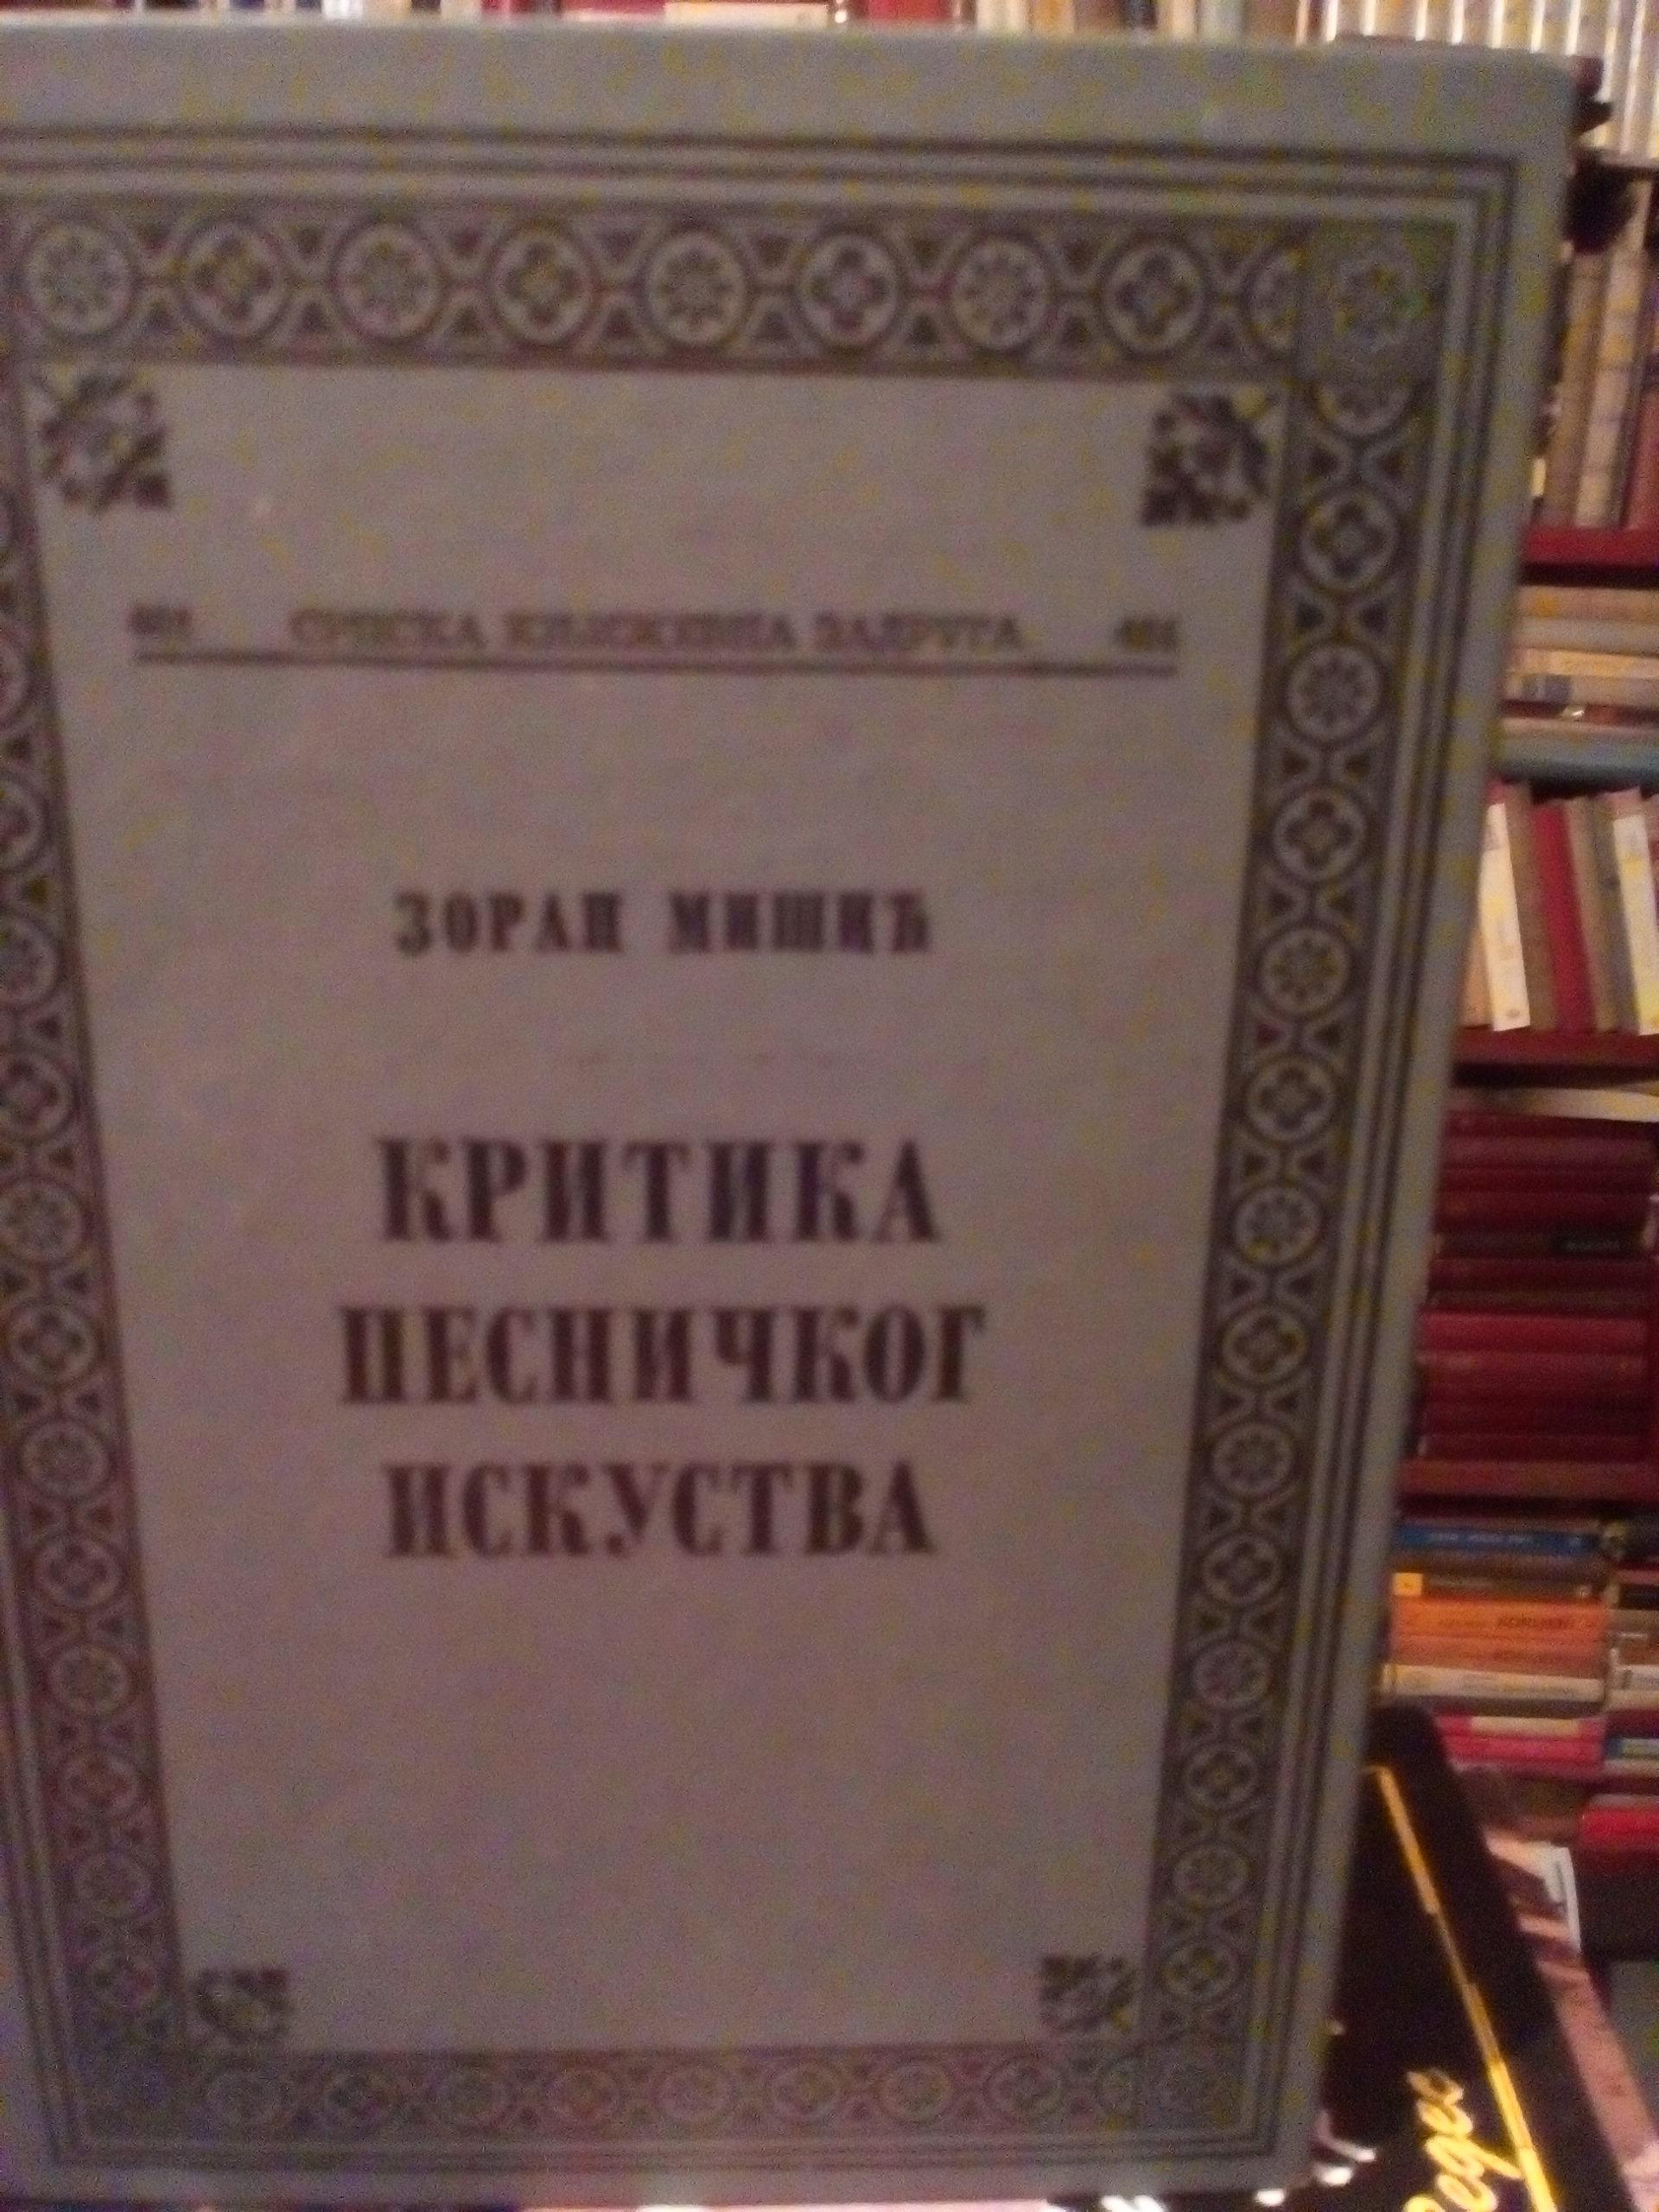 СРПСКА КЊИЖЕВНА ЗАДРУГА
ЗОРАН МИШИЋ
КРИТИКА
ПЕСНИЧКОГ
ИСКУСТВА